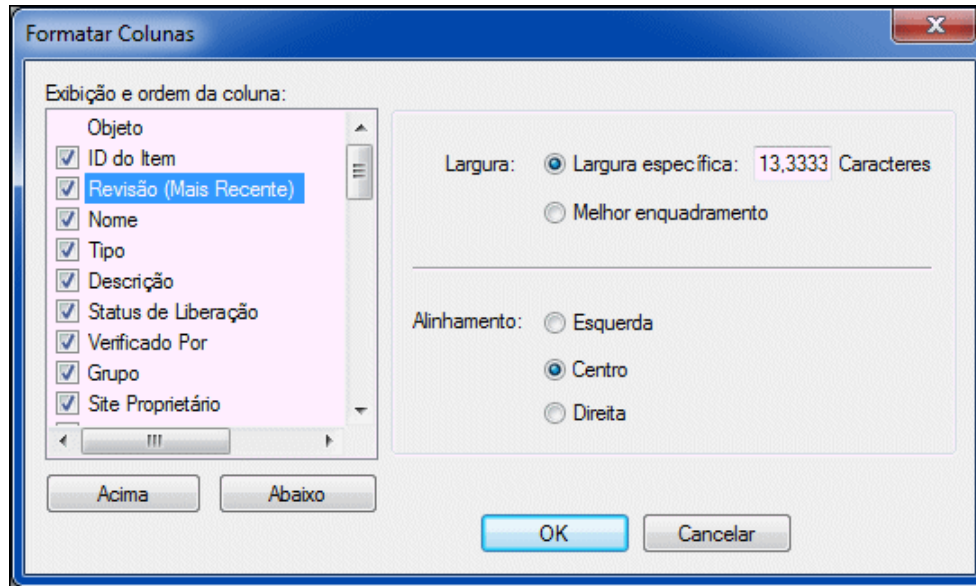 Formatar Colunas
Exibição e ordem da coluna:
Objeto
ID do Item
Revisão (Mais Recente)
Nome
Tipo
Descrição
Status de Liberação
Verificado Por
Grupo
Site Proprietário
Acima
Abaixo
Largura:
Largura específica: 13,3333 Caracteres
Melhor enquadramento
Alinhamento:
Esquerda
Centro
Direita
OK
Cancelar